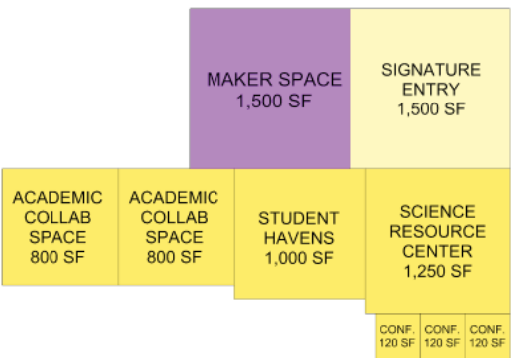 MAKER SPACE
1,500 SF
SIGNATURE
ENTRY
1,500 SF
ACADEMIC
COLLAB
SPACE
800 SF
ACADEMIC
COLLAB
SPACE
800 SF
STUDENT
HAVENS
1,000 SF
SCIENCE
RESOURCE
CENTER
1,250 SF
CONF.
120 SF
CONF.
120 SF
CONF.
120 SF